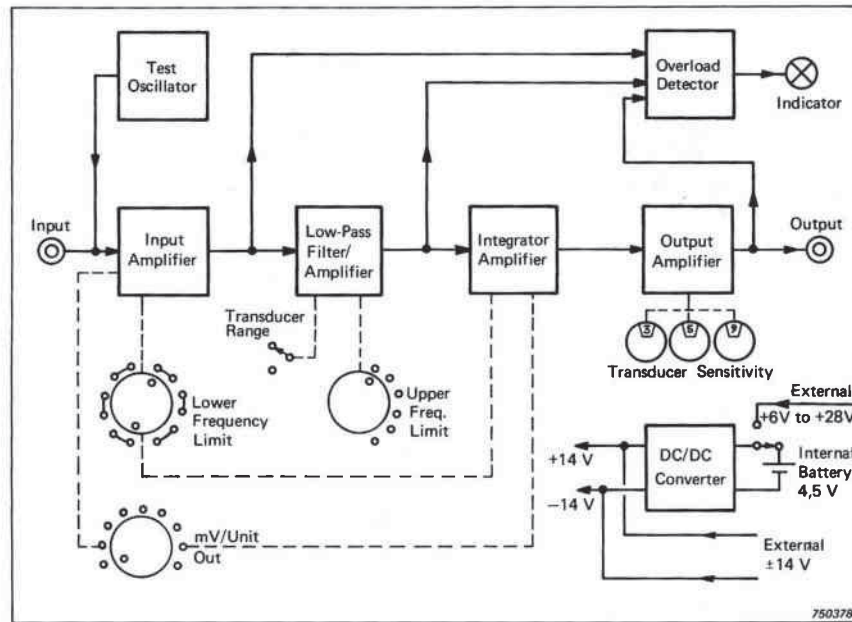 Test
Oscillator
Overload
Detector
Indicator
Input
Input
Amplifier
Low-Pass
Filter/
Amplifier
Integrator
Amplifier
Output
Amplifier
Output
Transducer
Range
3
5
9
Transducer Sensitivity
Lower
Frequency
Limit
Upper
Freq.
Limit
External
+6V to +28V
+14 V
−14 V
DC/DC
Converter
Internal
Battery
4,5 V
mV/Unit
Out
External
±14 V
750378